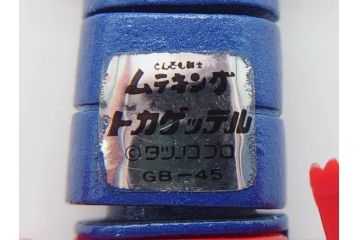 とんでも戦士
ムテキング
トカゲッテル
©タツノコプロ
GB-45